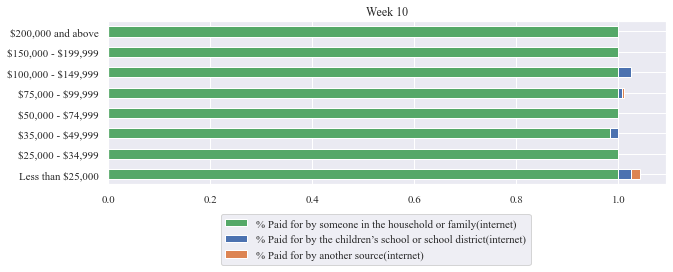 Week 10
$200,000 and above
$150,000 - $199,999
$100,000 - $149,999
$75,000 - $99,999
$50,000 - $74,999
$35,000 - $49,999
$25,000 - $34,999
Less than $25,000
0.0 0.2 0.4 0.6 0.8 1.0
% Paid for by someone in the household or family(internet)
% Paid for by the children’s school or school district(internet)
% Paid for by another source(internet)